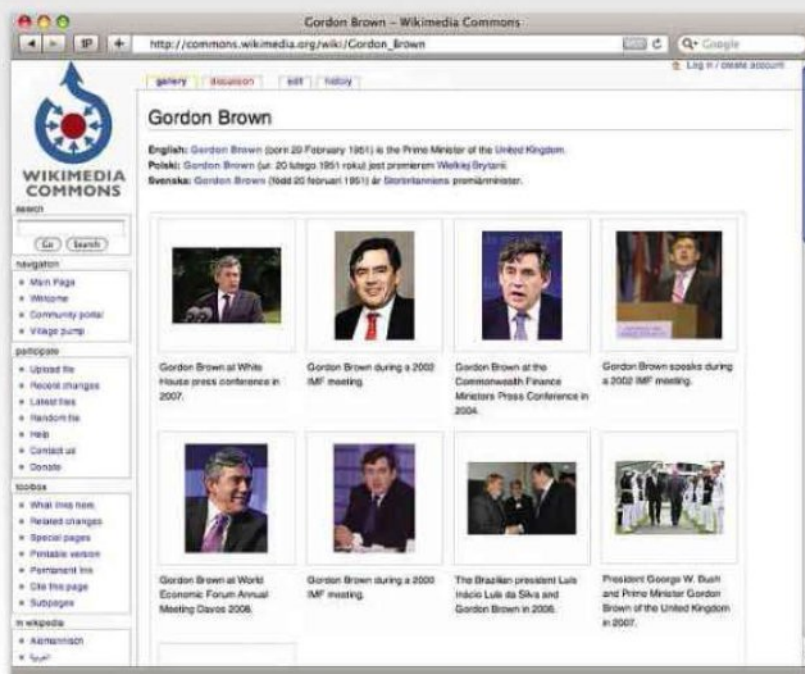 Gordon Brown – Wikimedia Commons
http://commons.wikimedia.org/wiki/Gordon_Brown
Google
Log in / create account
gallery
discussion
edit
history
WIKIMEDIA
COMMONS
Gordon Brown
English: Gordon Brown (born 20 February 1951) is the Prime Minister of the United Kingdom.
Polski: Gordon Brown (ur. 20 lutego 1951 roku) jest premierem Wielkiej Brytanii.
Svenska: Gordon Brown (född 20 februari 1951) är Storbritanniens premiärminister.
search
Go
Search
navigation
Main Page
Welcome
Community portal
Village pump
participate
Upload file
Recent changes
Latest files
Random file
Help
Contact us
Donate
toolbox
What links here
Related changes
Special pages
Printable version
Permanent link
Cite this page
Subpages
in wikipedia
Alemannisch
العربية
Gordon Brown at White
House press conference in
2007.
Gordon Brown during a 2002
IMF meeting.
Gordon Brown at the
Commonwealth Finance
Ministers Press Conference in
2004.
Gordon Brown speaks during
a 2002 IMF meeting.
Gordon Brown at World
Economic Forum Annual
Meeting Davos 2008.
Gordon Brown during a 2000
IMF meeting.
The Brazilian president Luis
Inácio Lula da Silva and
Gordon Brown in 2006.
President George W. Bush
and Prime Minister Gordon
Brown of the United Kingdom
in 2007.